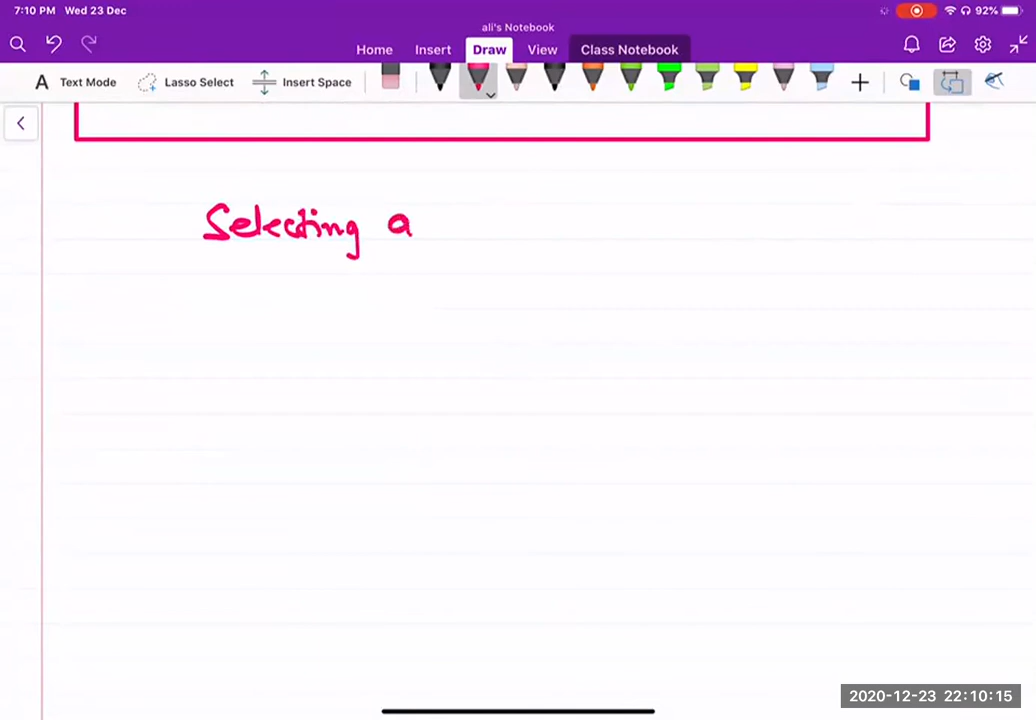 7:10 PM Wed 23 Dec
92%
ali's Notebook
Home Insert Draw View Class Notebook
A Text Mode Lasso Select Insert Space
Selecting a
2020-12-23 22:10:15